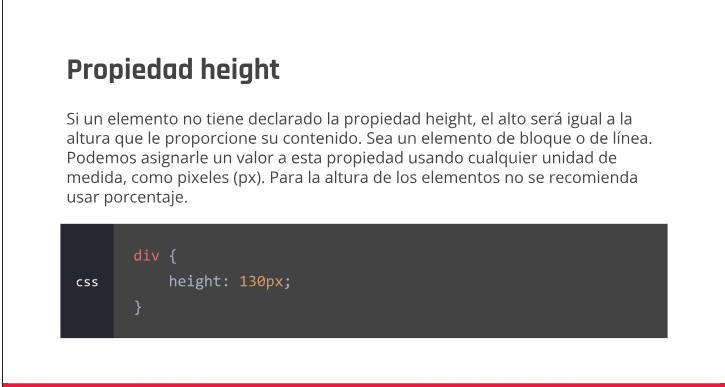 Propiedad height
Si un elemento no tiene declarado la propiedad height, el alto será igual a la
altura que le proporcione su contenido. Sea un elemento de bloque o de línea.
Podemos asignarle un valor a esta propiedad usando cualquier unidad de
medida, como pixeles (px). Para la altura de los elementos no se recomienda
usar porcentaje.
css
div {
    height: 130px;
}